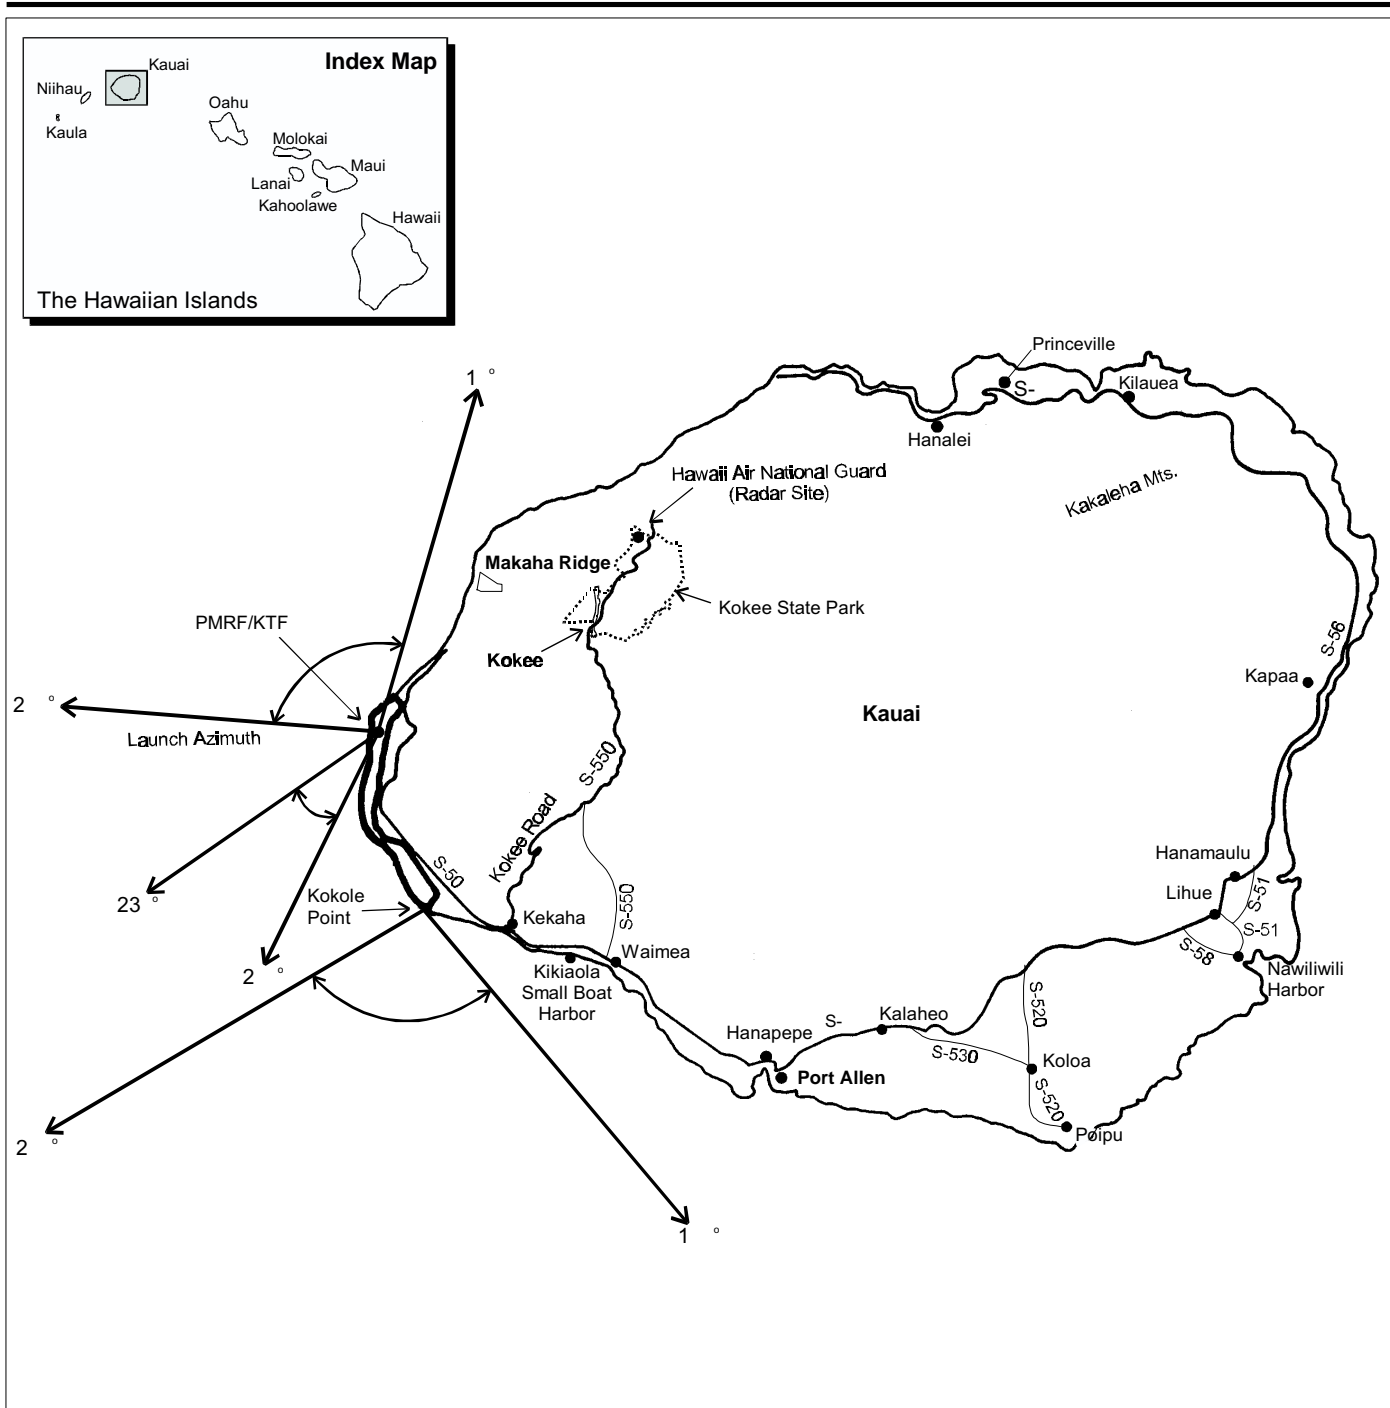 Index Map
Kauai
Niihau
Kaula
Oahu
Molokai
Maui
Lanai
Kahoolawe
Hawaii
The Hawaiian Islands
Princeville
S-
Kilauea
Hanalei
1 °
Hawaii Air National Guard
(Radar Site)
Kakaleha Mts.
Makaha Ridge
Kokee State Park
PMRF/KTF
Kokee
S-56
Kapaa
2 °
Launch Azimuth
Kauai
S-550
Kokee Road
S-50
Hanamaulu
Lihue
S-51
S-51
S-58
Nawiliwili
Harbor
23 °
Kokole
Point
Kekaha
S-550
Waimea
2 °
Kikiaola
Small Boat
Harbor
S-520
Hanapepe
S-
Kalaheo
S-530
Koloa
Port Allen
S-520
Poipu
2 °
1 °